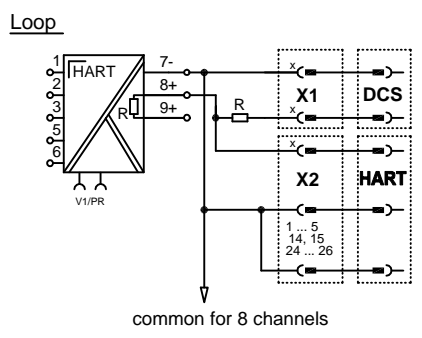 Loop
1
2
3
5
6
HART
R
V1/PR
7-
8+
9+
R
x
x
X1
DCS
x
X2
HART
1 ... 5
14, 15
24 ... 26
common for 8 channels